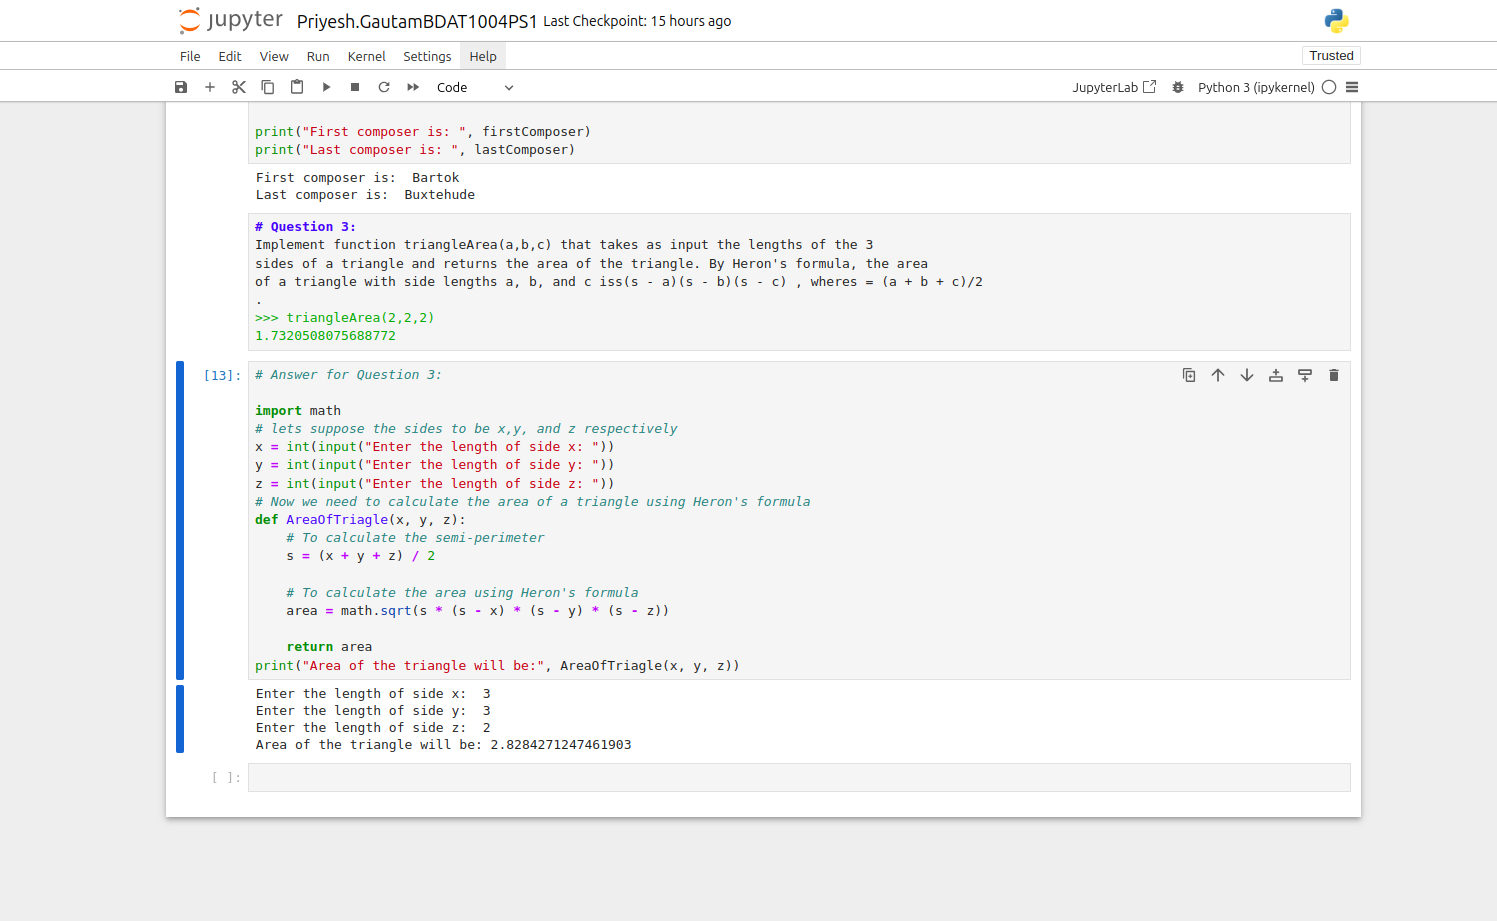 jupyter Priyesh.GautamBDAT1004PS1 Last Checkpoint: 15 hours ago
File Edit View Run Kernel Settings Help Trusted
Code JupyterLab Python 3 (ipykernel)
print("First composer is: ", firstComposer)
print("Last composer is: ", lastComposer)
First composer is:  Bartok
Last composer is:  Buxtehude
# Question 3:
Implement function triangleArea(a,b,c) that takes as input the lengths of the 3
sides of a triangle and returns the area of the triangle. By Heron's formula, the area
of a triangle with side lengths a, b, and c iss(s - a)(s - b)(s - c) , wheres = (a + b + c)/2
.
>>> triangleArea(2,2,2)
1.7320508075688772
[13]: # Answer for Question 3:
import math
# lets suppose the sides to be x,y, and z respectively
x = int(input("Enter the length of side x: "))
y = int(input("Enter the length of side y: "))
z = int(input("Enter the length of side z: "))
# Now we need to calculate the area of a triangle using Heron's formula
def AreaOfTriagle(x, y, z):
    # To calculate the semi-perimeter
    s = (x + y + z) / 2
    # To calculate the area using Heron's formula
    area = math.sqrt(s * (s - x) * (s - y) * (s - z))
    return area
print("Area of the triangle will be:", AreaOfTriagle(x, y, z))
Enter the length of side x:  3
Enter the length of side y:  3
Enter the length of side z:  2
Area of the triangle will be: 2.8284271247461903
[ ]: